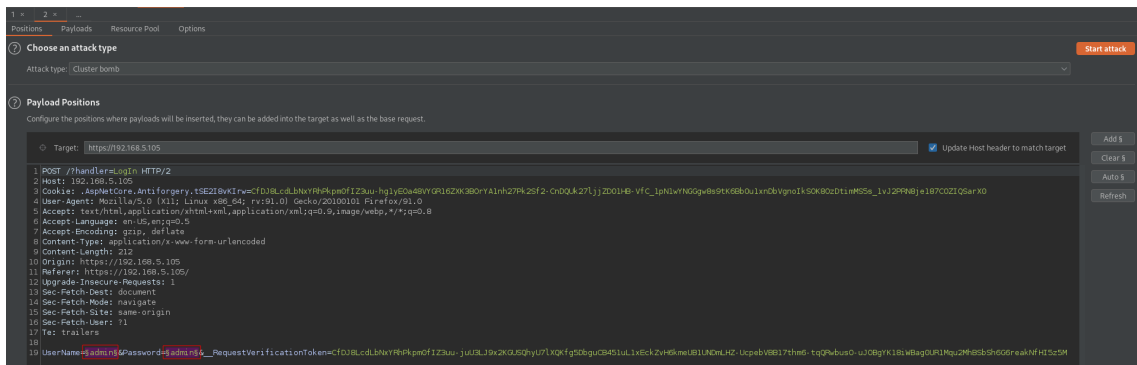 1 × 2 × ...
Positions Payloads Resource Pool Options
? Choose an attack type
Start attack
Attack type: Cluster bomb
? Payload Positions
Configure the positions where payloads will be inserted, they can be added into the target as well as the base request.
Target: https://192.168.5.105
Update Host header to match target
Add §
Clear §
Auto §
Refresh
1 POST /?handler=LogIn HTTP/2
2 Host: 192.168.5.105
3 Cookie: .AspNetCore.Antiforgery.tSE2I8vKIrw=
4 User-Agent: Mozilla/5.0 (X11; Linux x86_64; rv:91.0) Gecko/20100101 Firefox/91.0
5 Accept: text/html,application/xhtml+xml,application/xml;q=0.9,image/webp,*/*;q=0.8
6 Accept-Language: en-US,en;q=0.5
7 Accept-Encoding: gzip, deflate
8 Content-Type: application/x-www-form-urlencoded
9 Content-Length: 212
10 Origin: https://192.168.5.105
11 Referer: https://192.168.5.105/
12 Upgrade-Insecure-Requests: 1
13 Sec-Fetch-Dest: document
14 Sec-Fetch-Mode: navigate
15 Sec-Fetch-Site: same-origin
16 Sec-Fetch-User: ?1
17 Te: trailers
18
19 UserName=§admin§&Password=§admin§&__RequestVerificationToken=